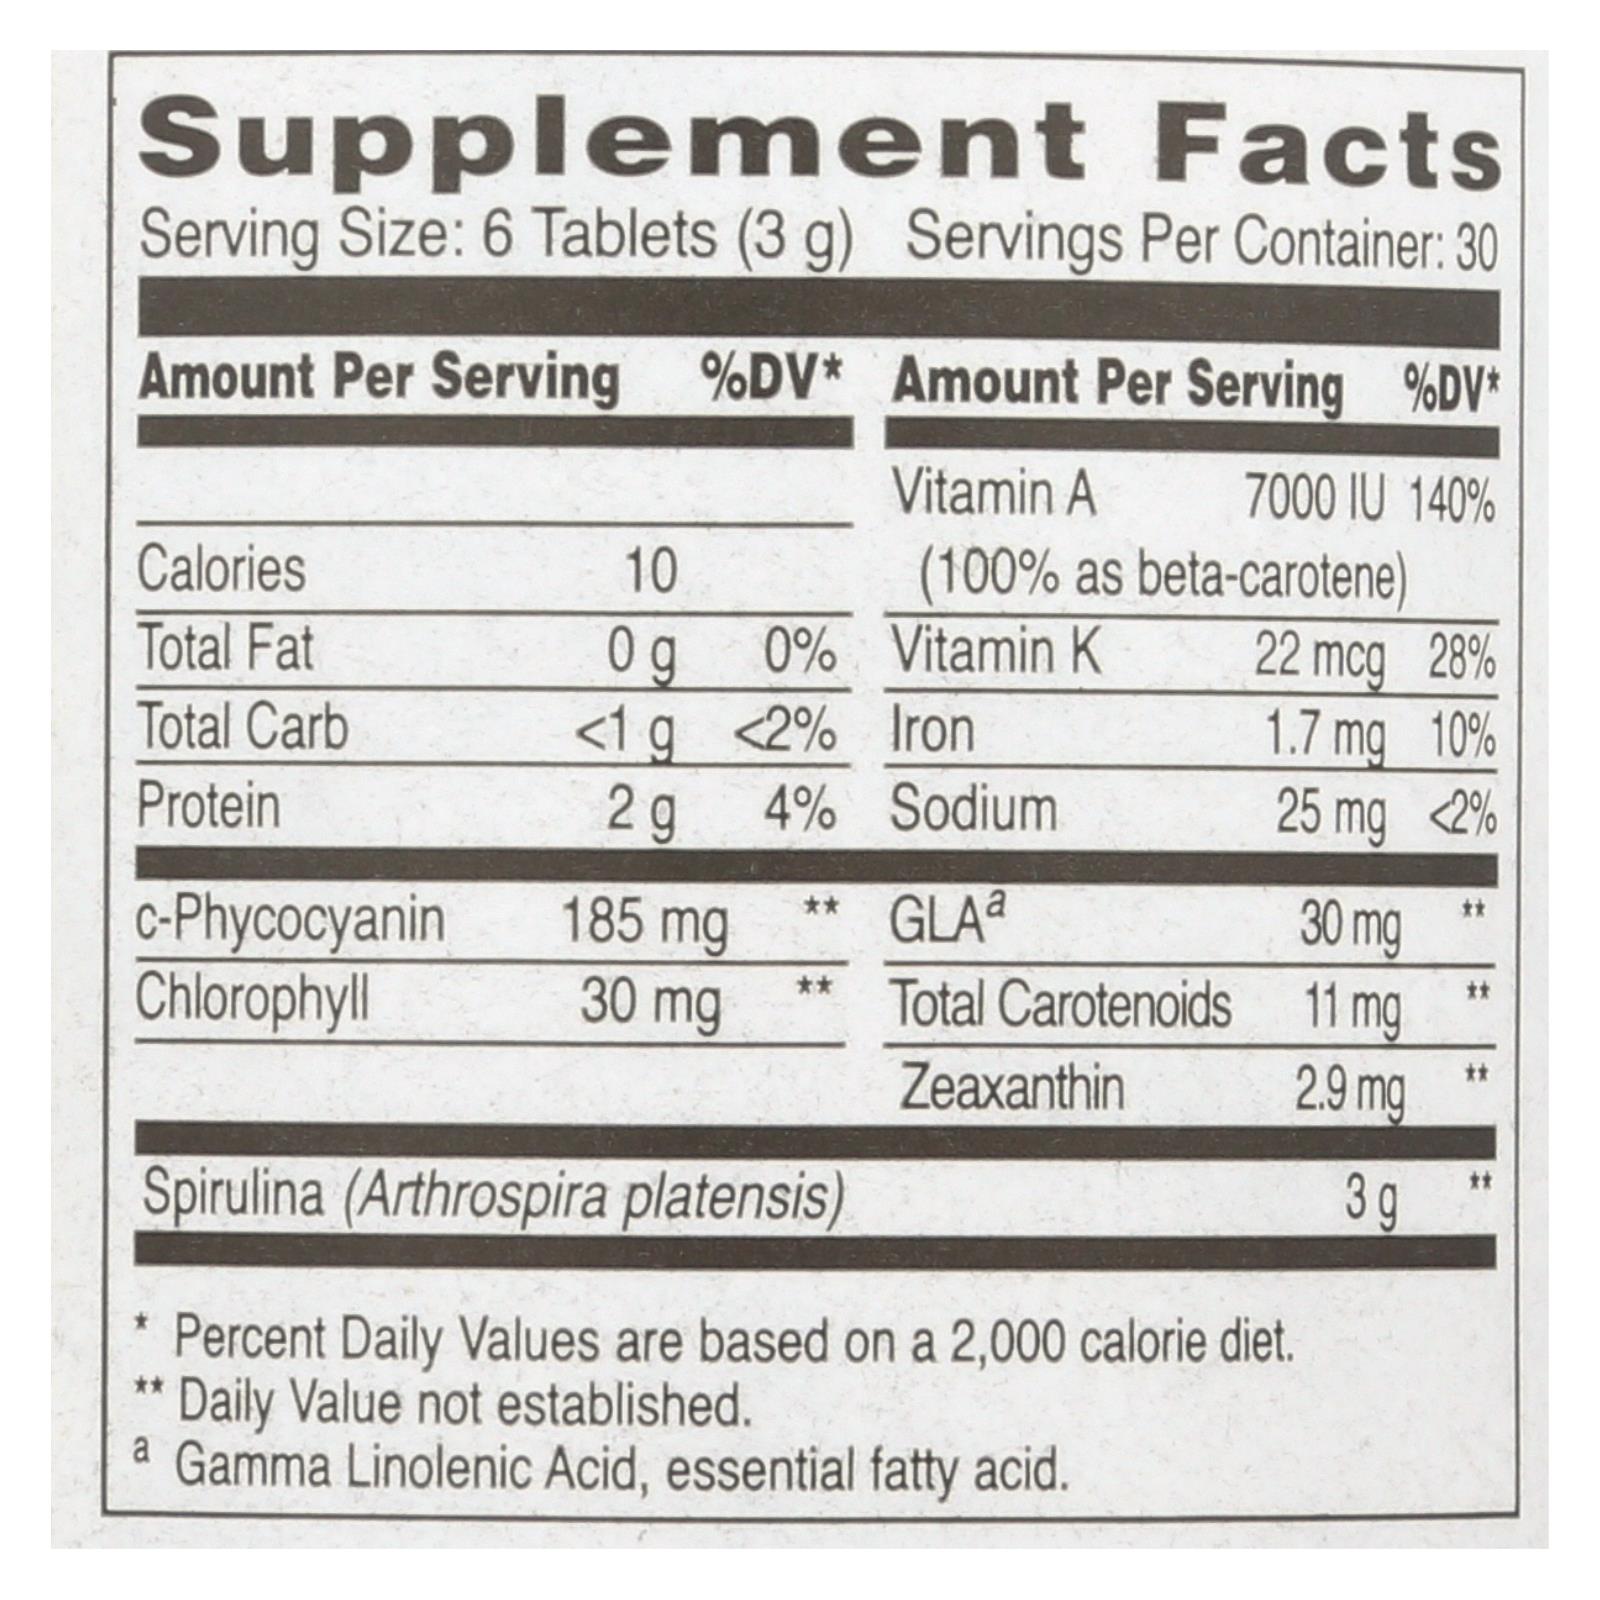 Supplement Facts
Serving Size: 6 Tablets (3 g) Servings Per Container: 30
Amount Per Serving %DV* Amount Per Serving %DV*
Vitamin A 7000 IU 140%
Calories 10 (100% as beta-carotene)
Total Fat 0 g 0% Vitamin K 22 mcg 28%
Total Carb <1 g <2% Iron 1.7 mg 10%
Protein 2 g 4% Sodium 25 mg <2%
c-Phycocyanin 185 mg ** GLAª 30 mg **
Chlorophyll 30 mg ** Total Carotenoids 11 mg **
Zeaxanthin 2.9 mg **
Spirulina (Arthrospira platensis) 3 g **
* Percent Daily Values are based on a 2,000 calorie diet.
** Daily Value not established.
ª Gamma Linolenic Acid, essential fatty acid.